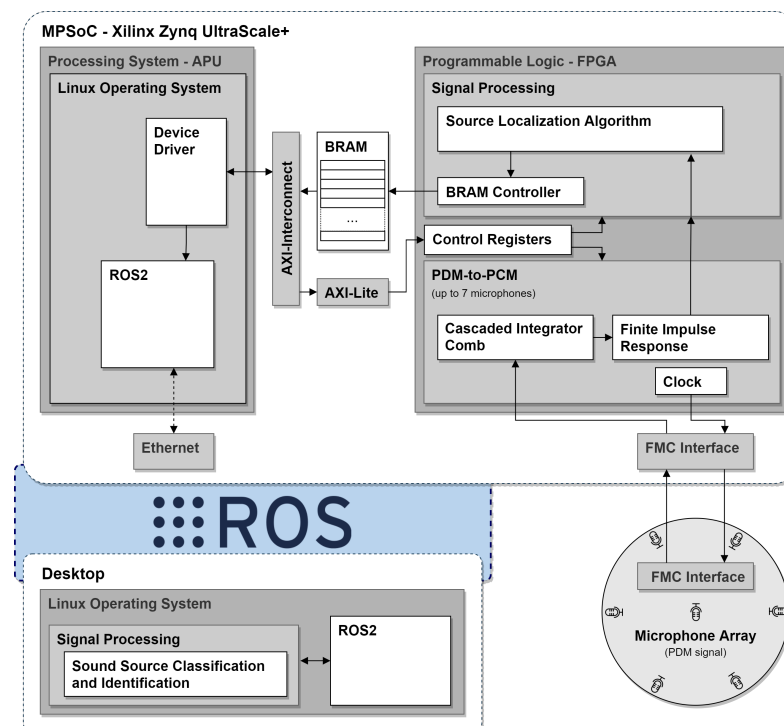 MPSoC - Xilinx Zynq UltraScale+
Processing System - APU
Linux Operating System
Device
Driver
ROS2
Ethernet
AXI-Interconnect
BRAM
...
AXI-Lite
Programmable Logic - FPGA
Signal Processing
Source Localization Algorithm
BRAM Controller
Control Registers
PDM-to-PCM
(up to 7 microphones)
Cascaded Integrator
Comb
Finite Impulse
Response
Clock
FMC Interface
ROS
Desktop
Linux Operating System
Signal Processing
Sound Source Classification
and Identification
ROS2
FMC Interface
Microphone Array
(PDM signal)